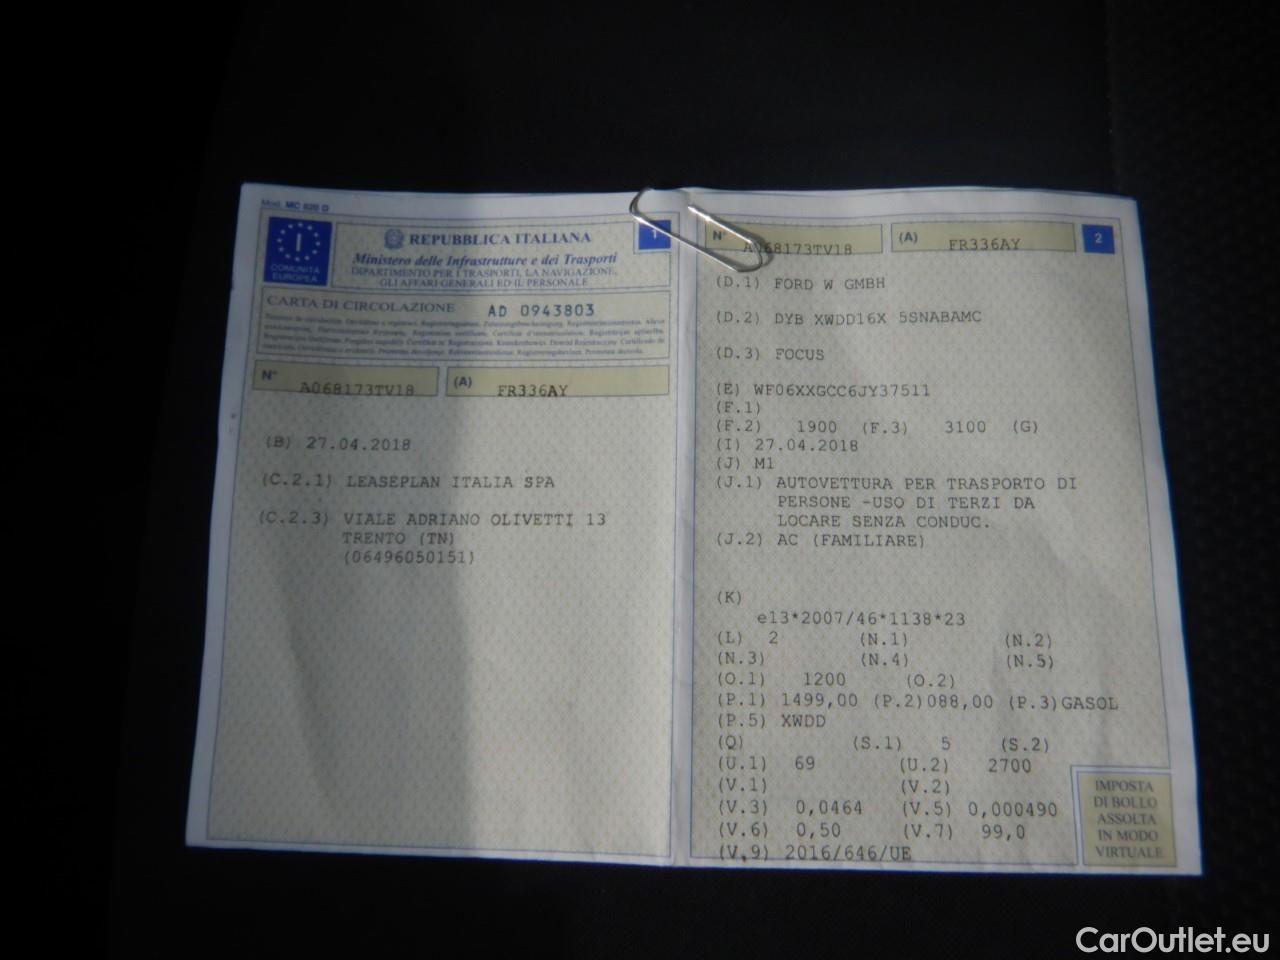 Mod. MC 820 D
I
COMUNITÀ
EUROPEA
REPUBBLICA ITALIANA
1
Ministero delle Infrastrutture e dei Trasporti
DIPARTIMENTO PER I TRASPORTI, LA NAVIGAZIONE,
GLI AFFARI GENERALI ED IL PERSONALE
CARTA DI CIRCOLAZIONE AD 0943803
N° A068173TV18 (A) FR336AY
(B) 27.04.2018
(C.2.1) LEASEPLAN ITALIA SPA
(C.2.3) VIALE ADRIANO OLIVETTI 13
TRENTO (TN)
(06496050151)
N° A068173TV18 (A) FR336AY 2
(D.1) FORD W GMBH
(D.2) DYB XWDD16X 5SNABAMC
(D.3) FOCUS
(E) WF06XXGCC6JY37511
(F.1)
(F.2) 1900 (F.3) 3100 (G)
(I) 27.04.2018
(J) M1
(J.1) AUTOVETTURA PER TRASPORTO DI
PERSONE -USO DI TERZI DA
LOCARE SENZA CONDUC.
(J.2) AC (FAMILIARE)
(K)
e13*2007/46*1138*23
(L) 2 (N.1) (N.2)
(N.3) (N.4) (N.5)
(O.1) 1200 (O.2)
(P.1) 1499,00 (P.2)088,00 (P.3)GASOL
(P.5) XWDD
(Q) (S.1) 5 (S.2)
(U.1) 69 (U.2) 2700
(V.1) (V.2)
(V.3) 0,0464 (V.5) 0,000490
(V.6) 0,50 (V.7) 99,0
(V.9) 2016/646/UE
IMPOSTA
DI BOLLO
ASSOLTA
IN MODO
VIRTUALE
CarOutlet.eu